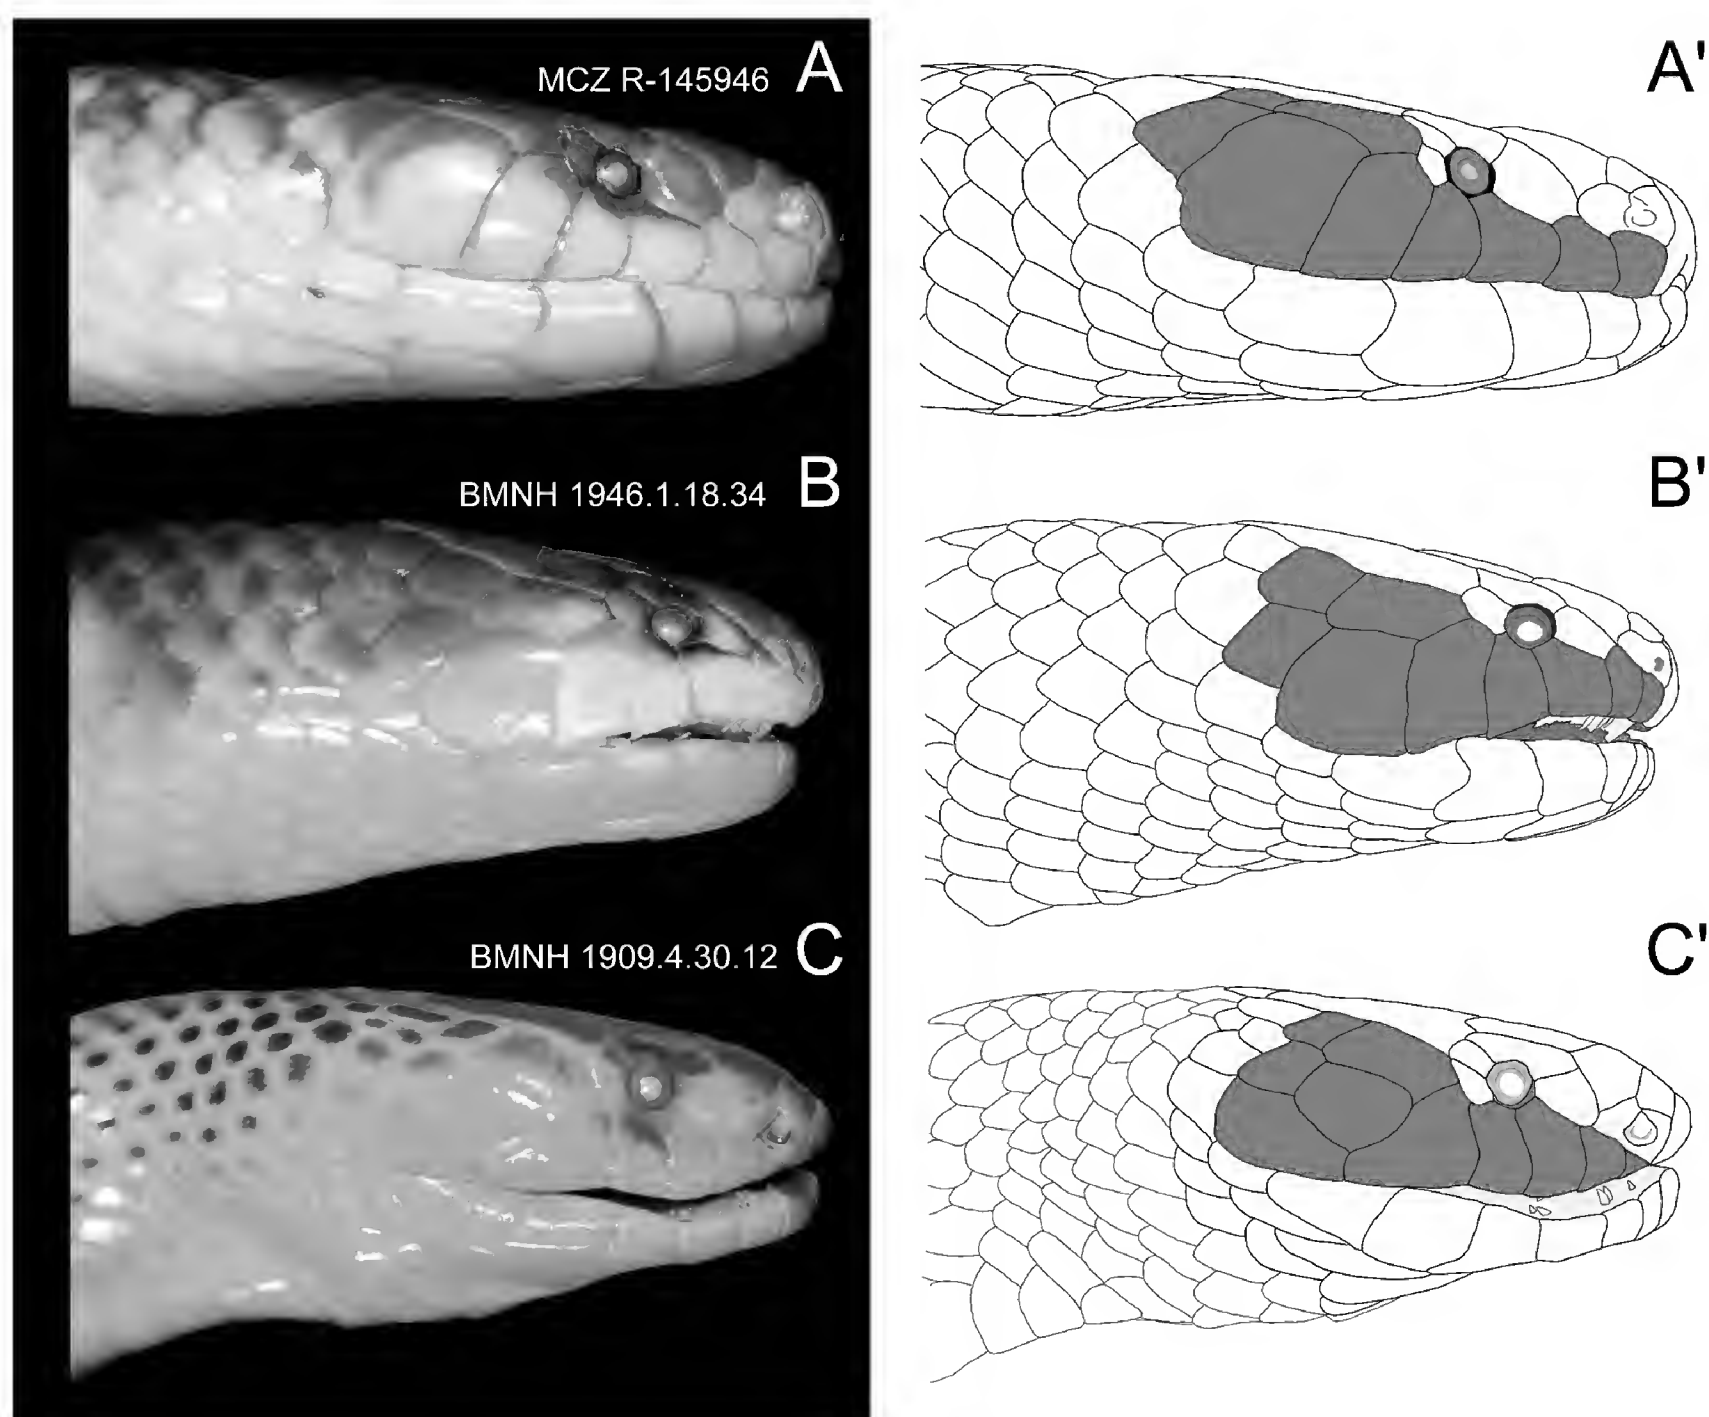 MCZ R-145946 A
A'
BMNH 1946.1.18.34 B
B'
BMNH 1909.4.30.12 C
C'